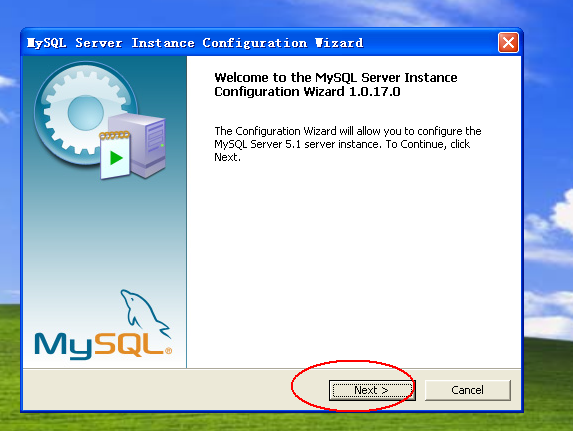 MySQL Server Instance Configuration Wizard
Welcome to the MySQL Server Instance
Configuration Wizard 1.0.17.0
The Configuration Wizard will allow you to configure the
MySQL Server 5.1 server instance. To Continue, click
Next.
MySQL®
Next >
Cancel